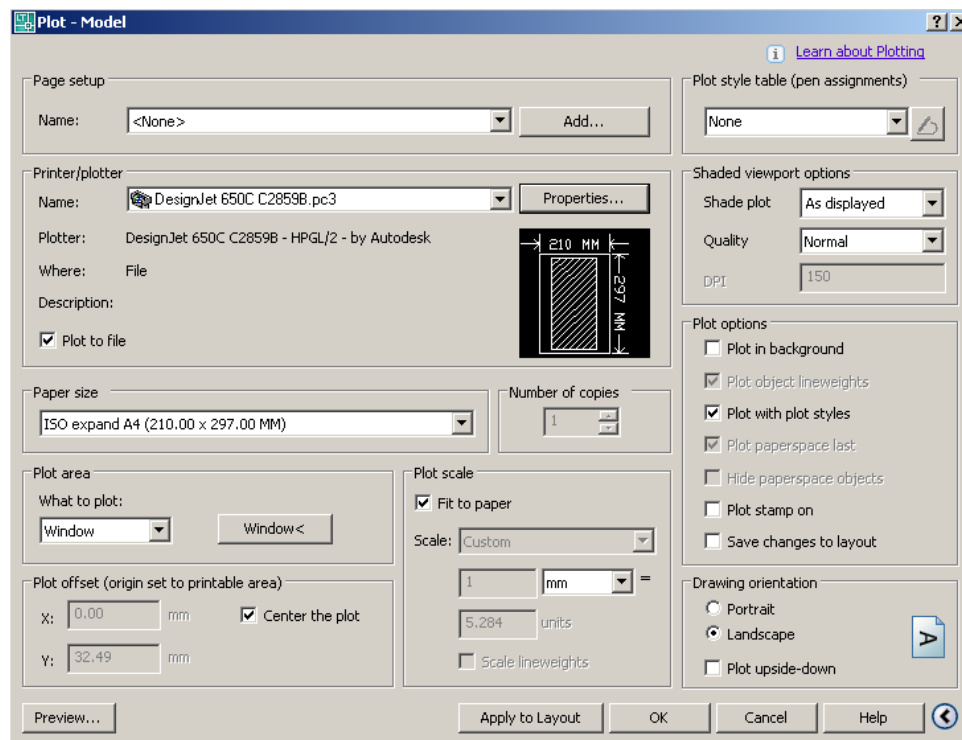 Plot - Model
Learn about Plotting
Page setup
Name: <None> Add...
Plot style table (pen assignments)
None
Printer/plotter
Name: DesignJet 650C C2859B.pc3 Properties...
Plotter: DesignJet 650C C2859B - HPGL/2 - by Autodesk
Where: File
Description:
Plot to file
210 MM
297 MM
Shaded viewport options
Shade plot As displayed
Quality Normal
DPI 150
Paper size
ISO expand A4 (210.00 x 297.00 MM)
Number of copies
1
Plot options
Plot in background
Plot object lineweights
Plot with plot styles
Plot paperspace last
Hide paperspace objects
Plot stamp on
Save changes to layout
Plot area
What to plot:
Window Window<
Plot scale
Fit to paper
Scale: Custom
1 mm =
5.284 units
Scale lineweights
Plot offset (origin set to printable area)
X: 0.00 mm Center the plot
Y: 32.49 mm
Drawing orientation
Portrait
Landscape
A
Plot upside-down
Preview... Apply to Layout OK Cancel Help